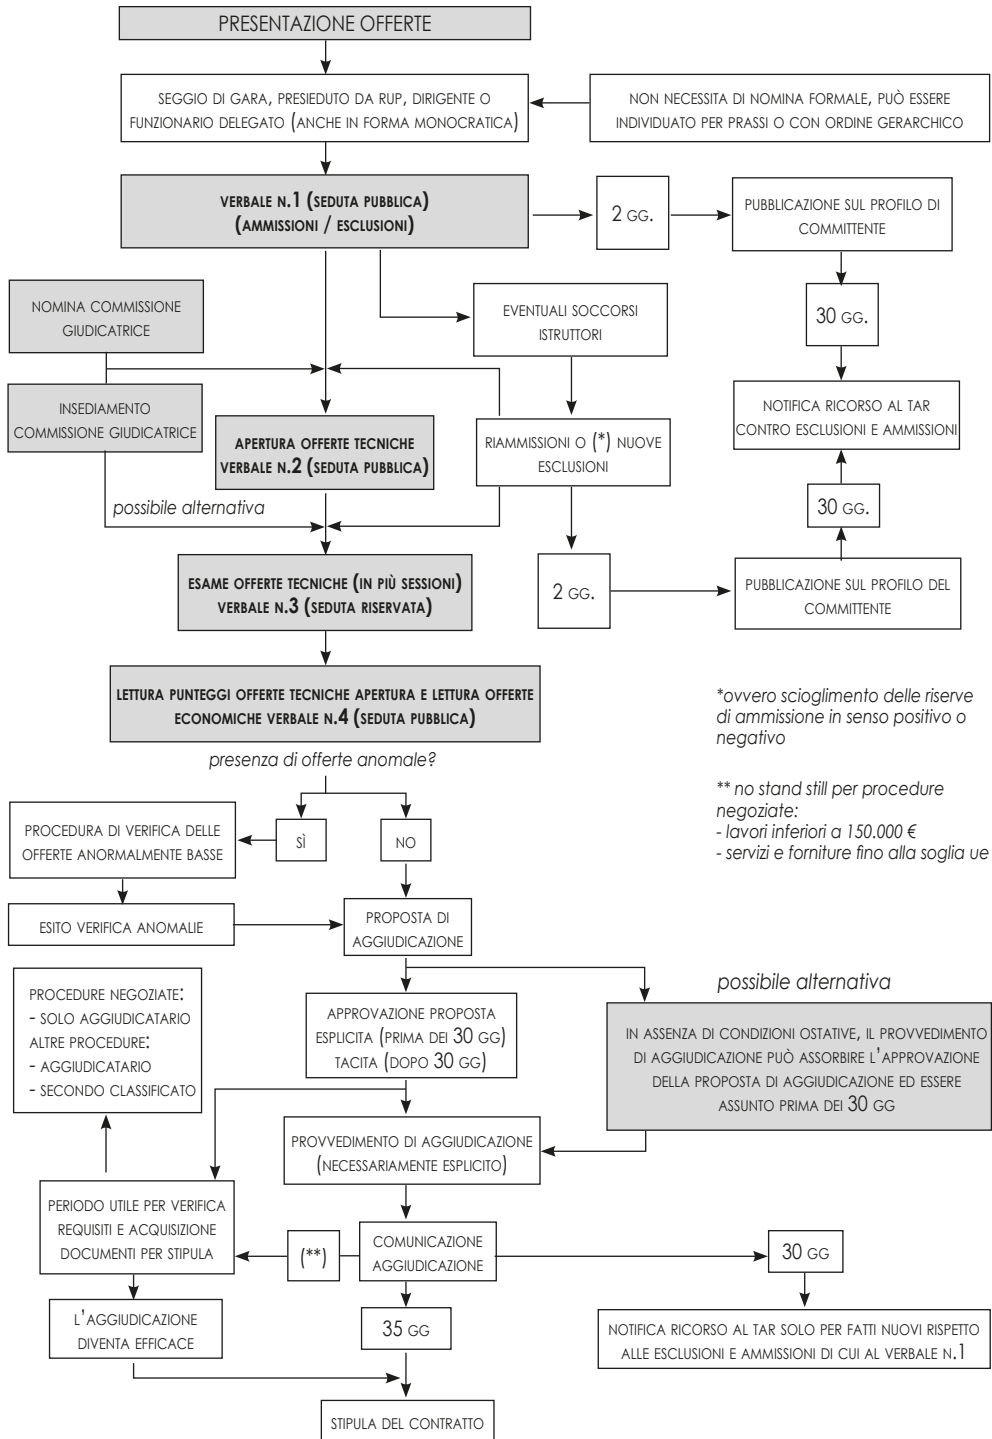 PRESENTAZIONE OFFERTE
SEGGIO DI GARA, PRESIEDUTO DA RUP, DIRIGENTE O
FUNZIONARIO DELEGATO (ANCHE IN FORMA MONOCRATICA)
NON NECESSITA DI NOMINA FORMALE, PUÒ ESSERE
INDIVIDUATO PER PRASSI O CON ORDINE GERARCHICO
VERBALE N.1 (SEDUTA PUBBLICA)
(AMMISSIONI / ESCLUSIONI)
2 GG.
PUBBLICAZIONE SUL PROFILO DI
COMMITTENTE
NOMINA COMMISSIONE
GIUDICATRICE
EVENTUALI SOCCORSI
ISTRUTTORI
30 GG.
INSEDIAMENTO
COMMISSIONE GIUDICATRICE
APERTURA OFFERTE TECNICHE
VERBALE N.2 (SEDUTA PUBBLICA)
RIAMMISSIONI O (*) NUOVE
ESCLUSIONI
NOTIFICA RICORSO AL TAR
CONTRO ESCLUSIONI E AMMISSIONI
possibile alternativa
30 GG.
ESAME OFFERTE TECNICHE (IN PIÙ SESSIONI)
VERBALE N.3 (SEDUTA RISERVATA)
2 GG.
PUBBLICAZIONE SUL PROFILO DEL
COMMITTENTE
LETTURA PUNTEGGI OFFERTE TECNICHE APERTURA E LETTURA OFFERTE
ECONOMICHE VERBALE N.4 (SEDUTA PUBBLICA)
*ovvero scioglimento delle riserve
di ammissione in senso positivo o
negativo
presenza di offerte anomale?
** no stand still per procedure
negoziate:
- lavori inferiori a 150.000 €
- servizi e forniture fino alla soglia ue
PROCEDURA DI VERIFICA DELLE
OFFERTE ANORMALMENTE BASSE
SÌ
NO
ESITO VERIFICA ANOMALIE
PROPOSTA DI
AGGIUDICAZIONE
PROCEDURE NEGOZIATE:
- SOLO AGGIUDICATARIO
ALTRE PROCEDURE:
- AGGIUDICATARIO
- SECONDO CLASSIFICATO
APPROVAZIONE PROPOSTA
ESPLICITA (PRIMA DEI 30 GG)
TACITA (DOPO 30 GG)
possibile alternativa
IN ASSENZA DI CONDIZIONI OSTATIVE, IL PROVVEDIMENTO
DI AGGIUDICAZIONE PUÒ ASSORBIRE L'APPROVAZIONE
DELLA PROPOSTA DI AGGIUDICAZIONE ED ESSERE
ASSUNTO PRIMA DEI 30 GG
PROVVEDIMENTO DI AGGIUDICAZIONE
(NECESSARIAMENTE ESPLICITO)
PERIODO UTILE PER VERIFICA
REQUISITI E ACQUISIZIONE
DOCUMENTI PER STIPULA
(**)
COMUNICAZIONE
AGGIUDICAZIONE
30 GG
L'AGGIUDICAZIONE
DIVENTA EFFICACE
35 GG
NOTIFICA RICORSO AL TAR SOLO PER FATTI NUOVI RISPETTO
ALLE ESCLUSIONI E AMMISSIONI DI CUI AL VERBALE N.1
STIPULA DEL CONTRATTO